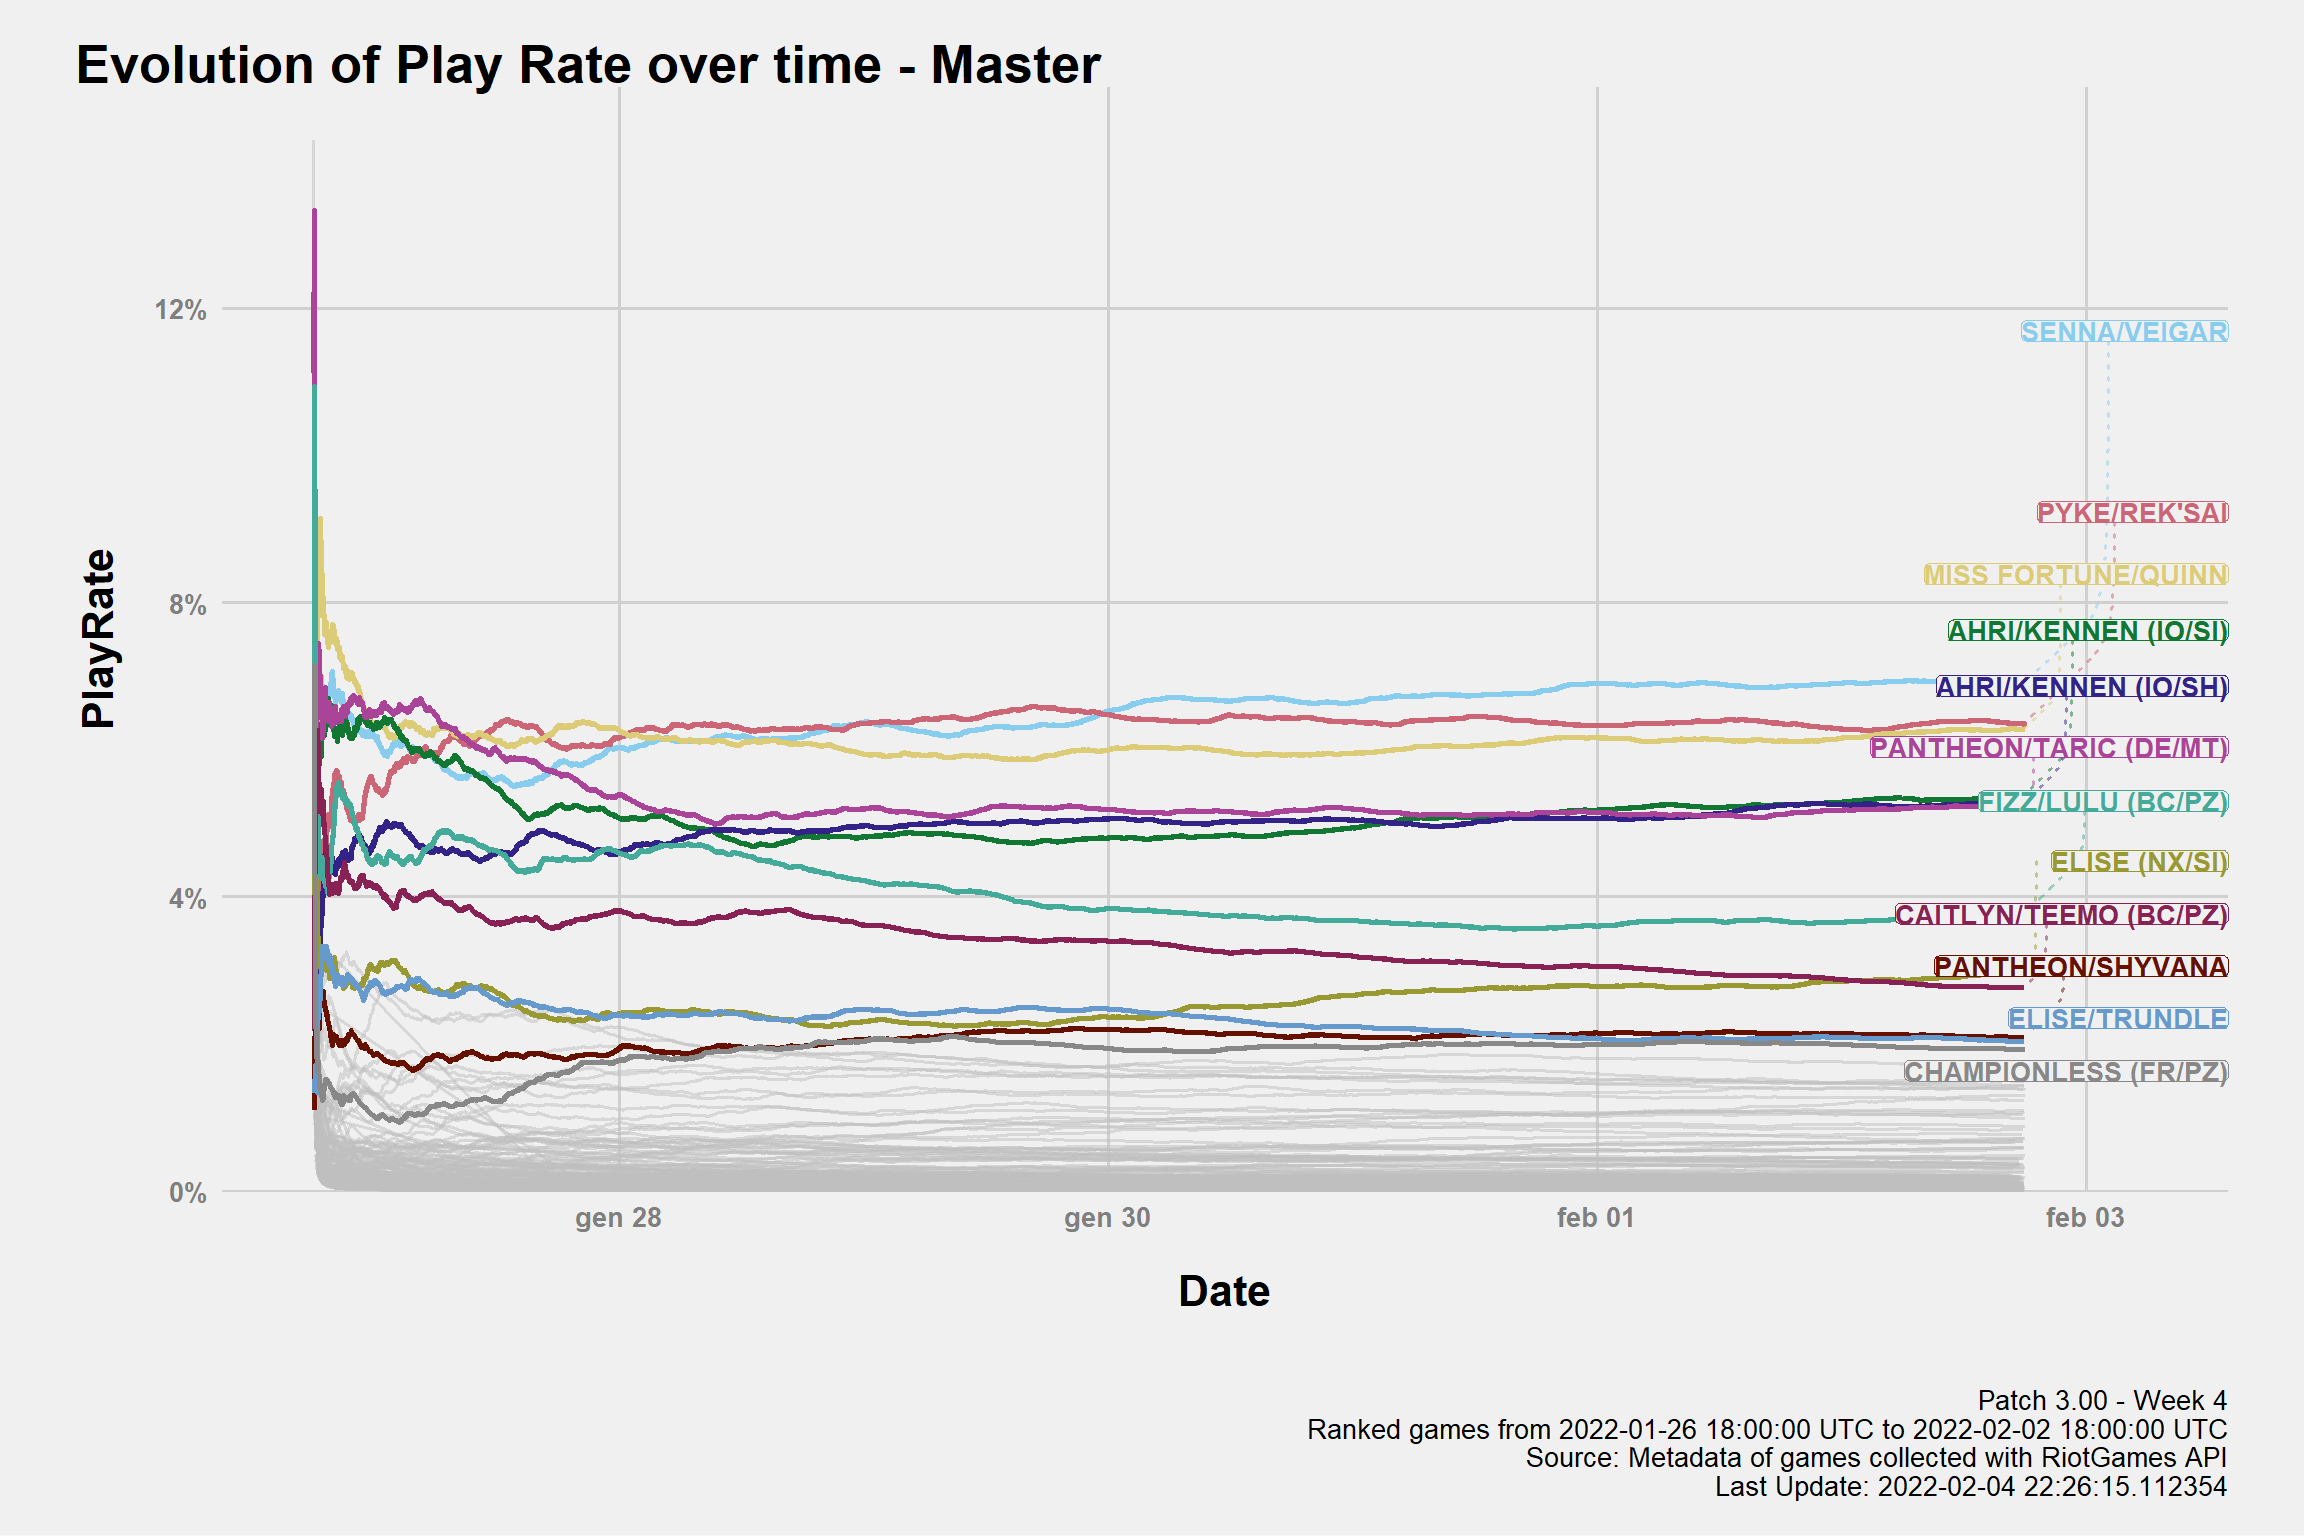 Evolution of Play Rate over time - Master
PlayRate
12%
8%
4%
0%
SENNA/VEIGAR
PYKE/REK'SAI
MISS FORTUNE/QUINN
AHRI/KENNEN (IO/SI)
AHRI/KENNEN (IO/SH)
PANTHEON/TARIC (DE/MT)
FIZZ/LULU (BC/PZ)
ELISE (NX/SI)
CAITLYN/TEEMO (BC/PZ)
PANTHEON/SHYVANA
ELISE/TRUNDLE
CHAMPIONLESS (FR/PZ)
gen 28
gen 30
feb 01
feb 03
Date
Patch 3.00 - Week 4
Ranked games from 2022-01-26 18:00:00 UTC to 2022-02-02 18:00:00 UTC
Source: Metadata of games collected with RiotGames API
Last Update: 2022-02-04 22:26:15.112354